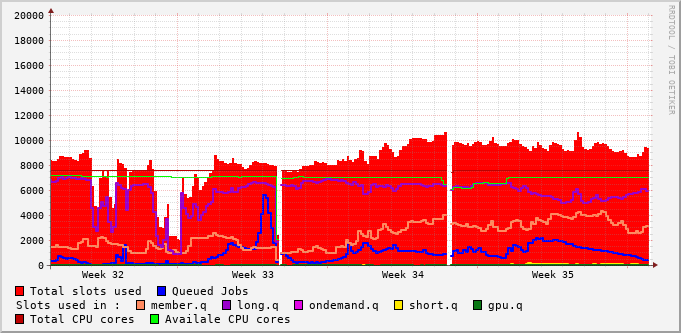 20000
18000
16000
14000
12000
10000
8000
6000
4000
2000
0
Week 32 Week 33 Week 34 Week 35
Total slots used Queued Jobs
Slots used in : member.q long.q ondemand.q short.q gpu.q
Total CPU cores Availale CPU cores
RRDTOOL / TOBI OETIKER